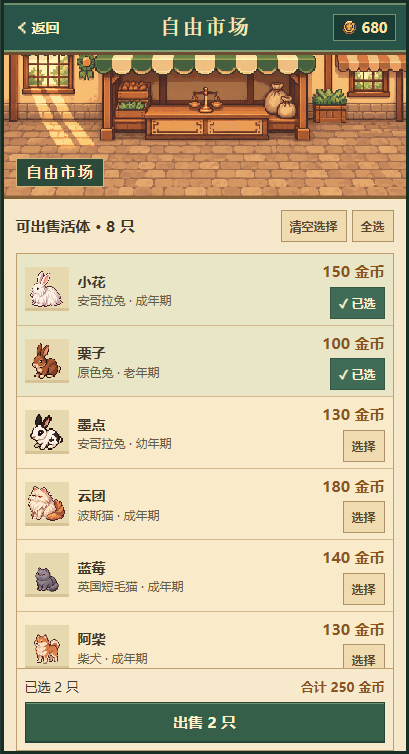 返回
自由市场
680
自由市场
可出售活体 · 8 只
清空选择
全选
小花
安哥拉兔 · 成年期
150 金币
✓ 已选
栗子
原色兔 · 老年期
100 金币
✓ 已选
墨点
安哥拉兔 · 幼年期
130 金币
选择
云团
波斯猫 · 成年期
180 金币
选择
蓝莓
英国短毛猫 · 成年期
140 金币
选择
阿柴
柴犬 · 成年期
130 金币
选择
已选 2 只
合计 250 金币
出售 2 只